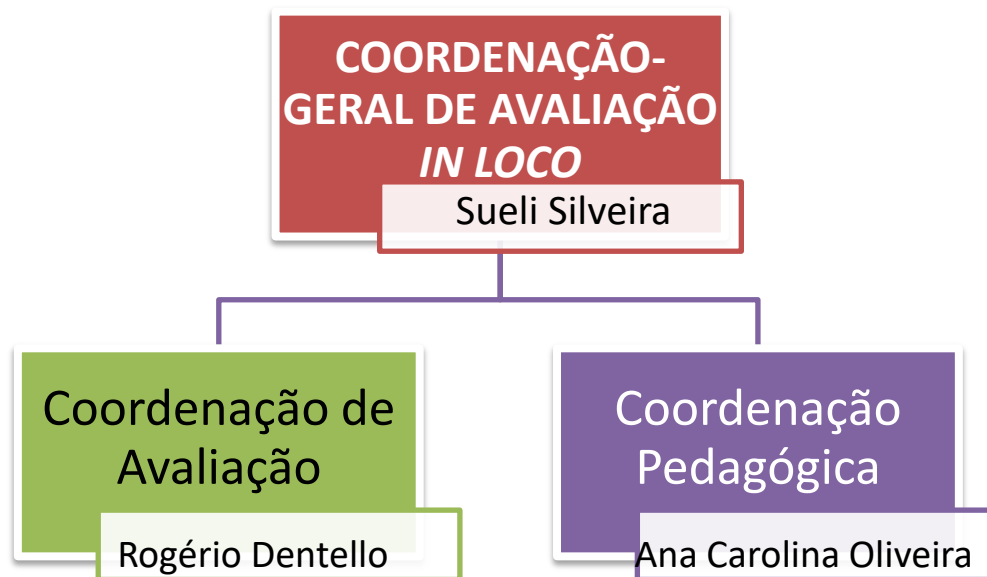 COORDENAÇÃO-
GERAL DE AVALIAÇÃO
IN LOCO
Sueli Silveira
Coordenação de
Avaliação
Rogério Dentello
Coordenação
Pedagógica
Ana Carolina Oliveira